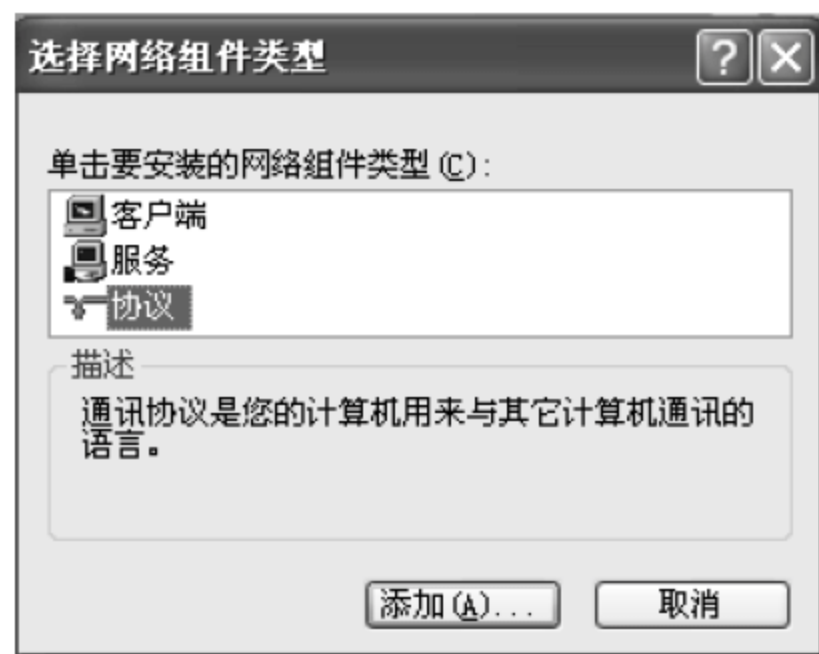 选择网络组件类型
单击要安装的网络组件类型(C):
客户端
服务
协议
描述
通讯协议是您的计算机用来与其它计算机通讯的
语言。
添加(A)... 取消